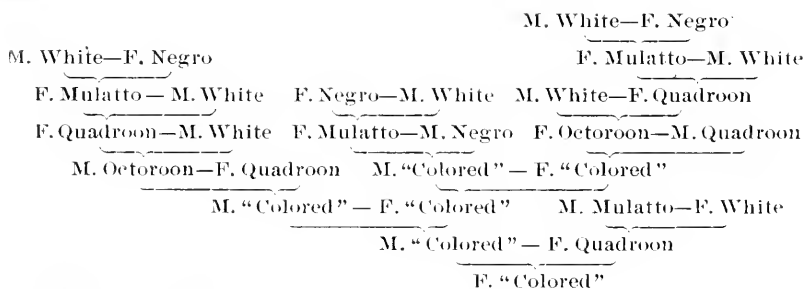 M. White—F. Negro
M. White—F. Negro F. Mulatto—M. White
F. Mulatto—M. White F. Negro—M. White M. White—F. Quadroon
F. Quadroon—M. White F. Mulatto—M. Negro F. Octoroon—M. Quadroon
M. Octoroon—F. Quadroon M. “Colored”—F. “Colored”
M. “Colored”—F. “Colored” M. Mulatto—F. White
M. “Colored”—F. Quadroon
F. “Colored”